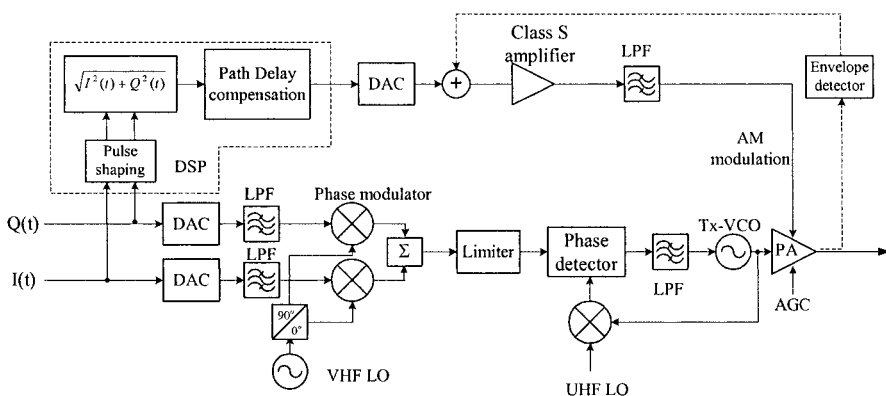 Class S
amplifier
LPF
√I²(t)+Q²(t)
Path Delay
compensation
DAC
+
Envelope
detector
Pulse
shaping
DSP
AM
modulation
LPF
Phase modulator
Q(t)
DAC
Σ
Limiter
Phase
detector
Tx-VCO
PA
LPF
I(t)
DAC
LPF
AGC
90°
0°
VHF LO
UHF LO